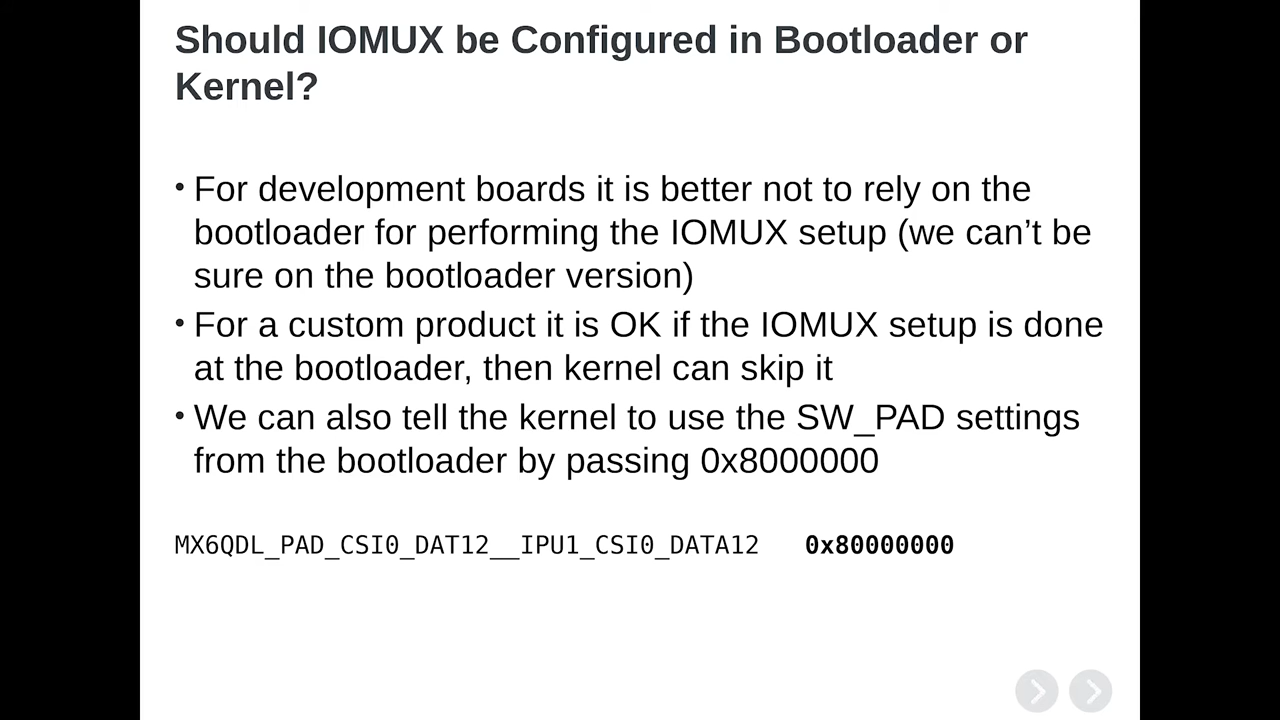 Should IOMUX be Configured in Bootloader or
Kernel?
• For development boards it is better not to rely on the
bootloader for performing the IOMUX setup (we can’t be
sure on the bootloader version)
• For a custom product it is OK if the IOMUX setup is done
at the bootloader, then kernel can skip it
• We can also tell the kernel to use the SW_PAD settings
from the bootloader by passing 0x8000000
MX6QDL_PAD_CSI0_DAT12__IPU1_CSI0_DATA12 0x80000000